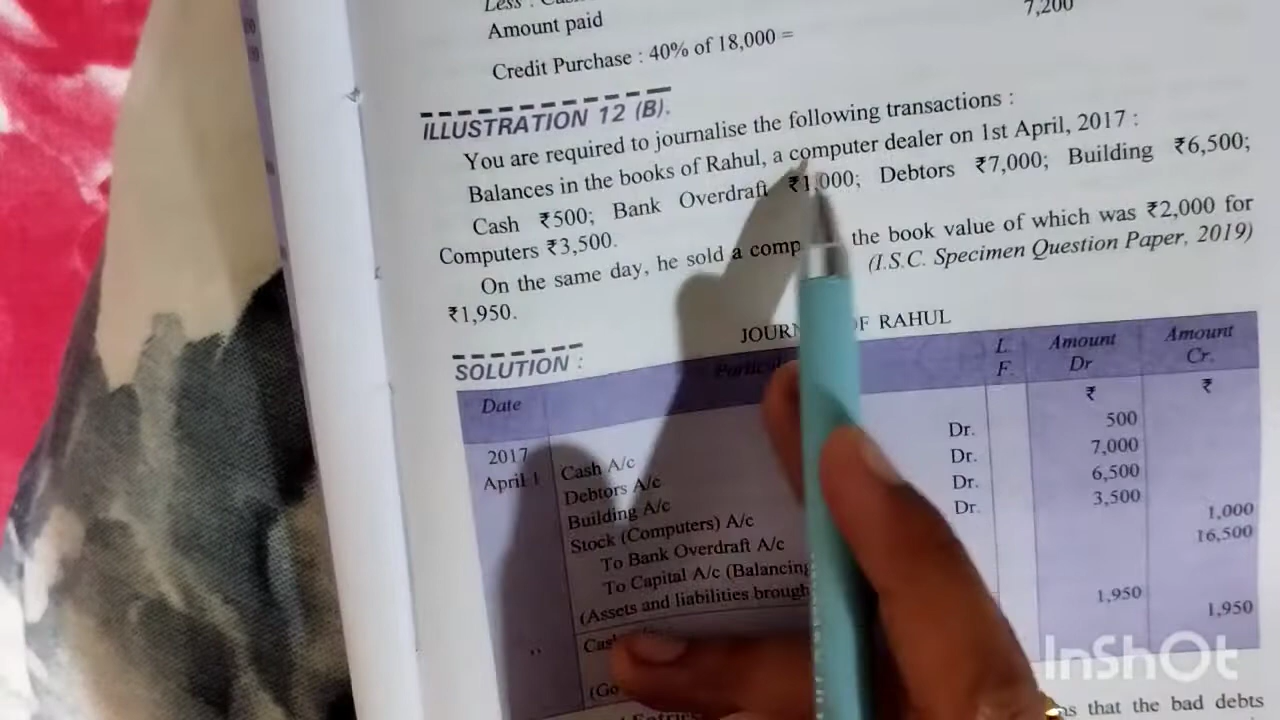 Less :
Amount paid
7,200
Credit Purchase : 40% of 18,000 =
ILLUSTRATION 12 (B).
You are required to journalise the following transactions :
Balances in the books of Rahul, a computer dealer on 1st April, 2017 :
Cash ₹500; Bank Overdraft ₹1,000; Debtors ₹7,000; Building ₹6,500;
Computers ₹3,500.
On the same day, he sold a comp the book value of which was ₹2,000 for
₹1,950.
(I.S.C. Specimen Question Paper, 2019)
SOLUTION :
JOURN OF RAHUL
Date L. F. Amount Dr Amount Cr.
₹ ₹
2017
April 1 Cash A/c Dr. 500
Debtors A/c Dr. 7,000
Building A/c Dr. 6,500
Stock (Computers) A/c Dr. 3,500
To Bank Overdraft A/c 1,000
To Capital A/c (Balancing 16,500
(Assets and liabilities brough
,, Cas 1,950
1,950
(Go
that the bad debts
InShOt